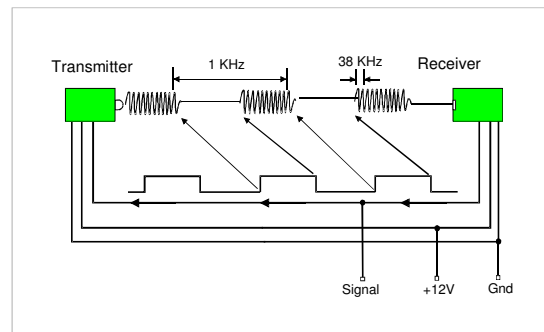 Transmitter
1 KHz
38 KHz
Receiver
Signal
+12V
Gnd